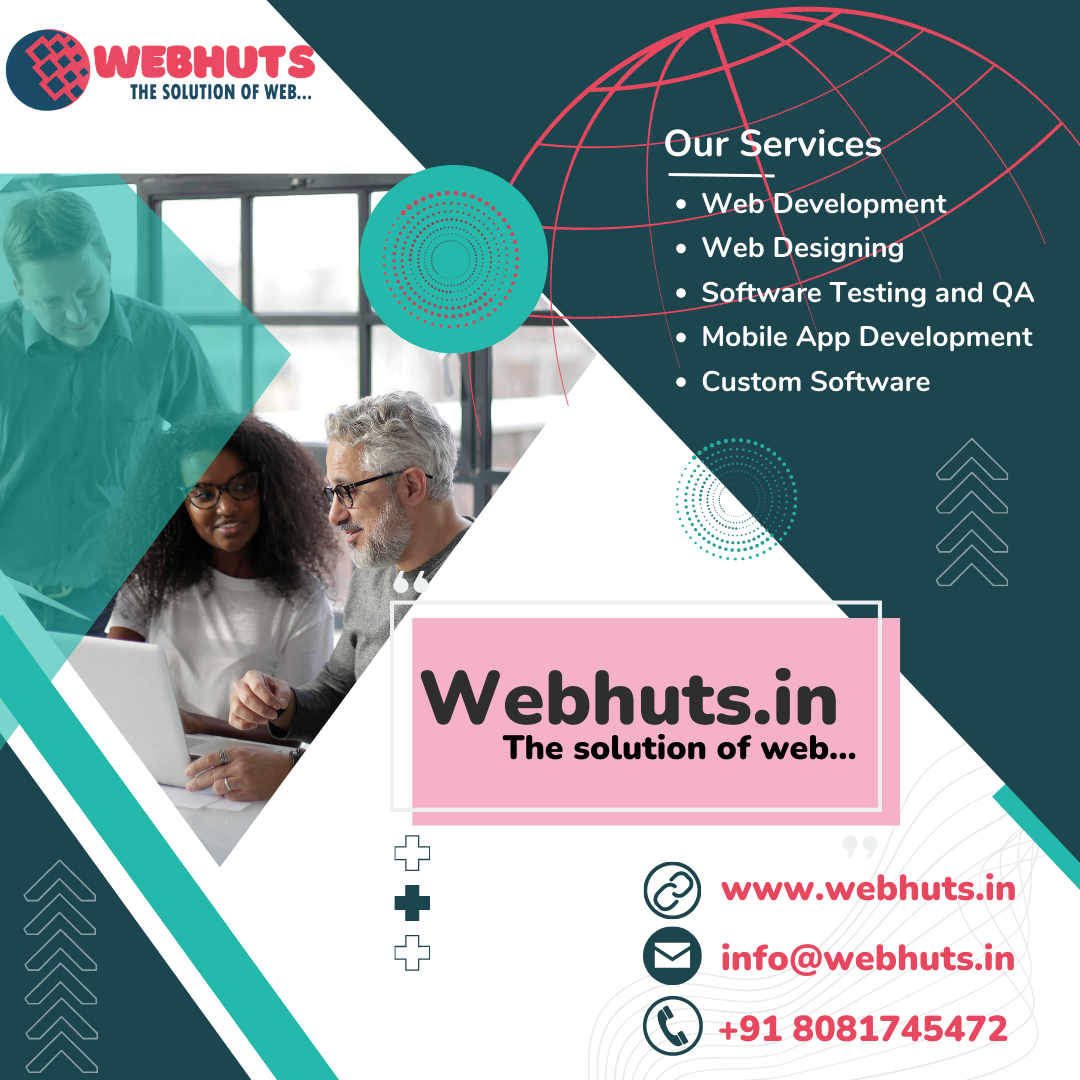 WEBHUTS
THE SOLUTION OF WEB...
Our Services
• Web Development
• Web Designing
• Software Testing and QA
• Mobile App Development
• Custom Software
“
Webhuts.in
The solution of web...
”
www.webhuts.in
info@webhuts.in
+91 8081745472